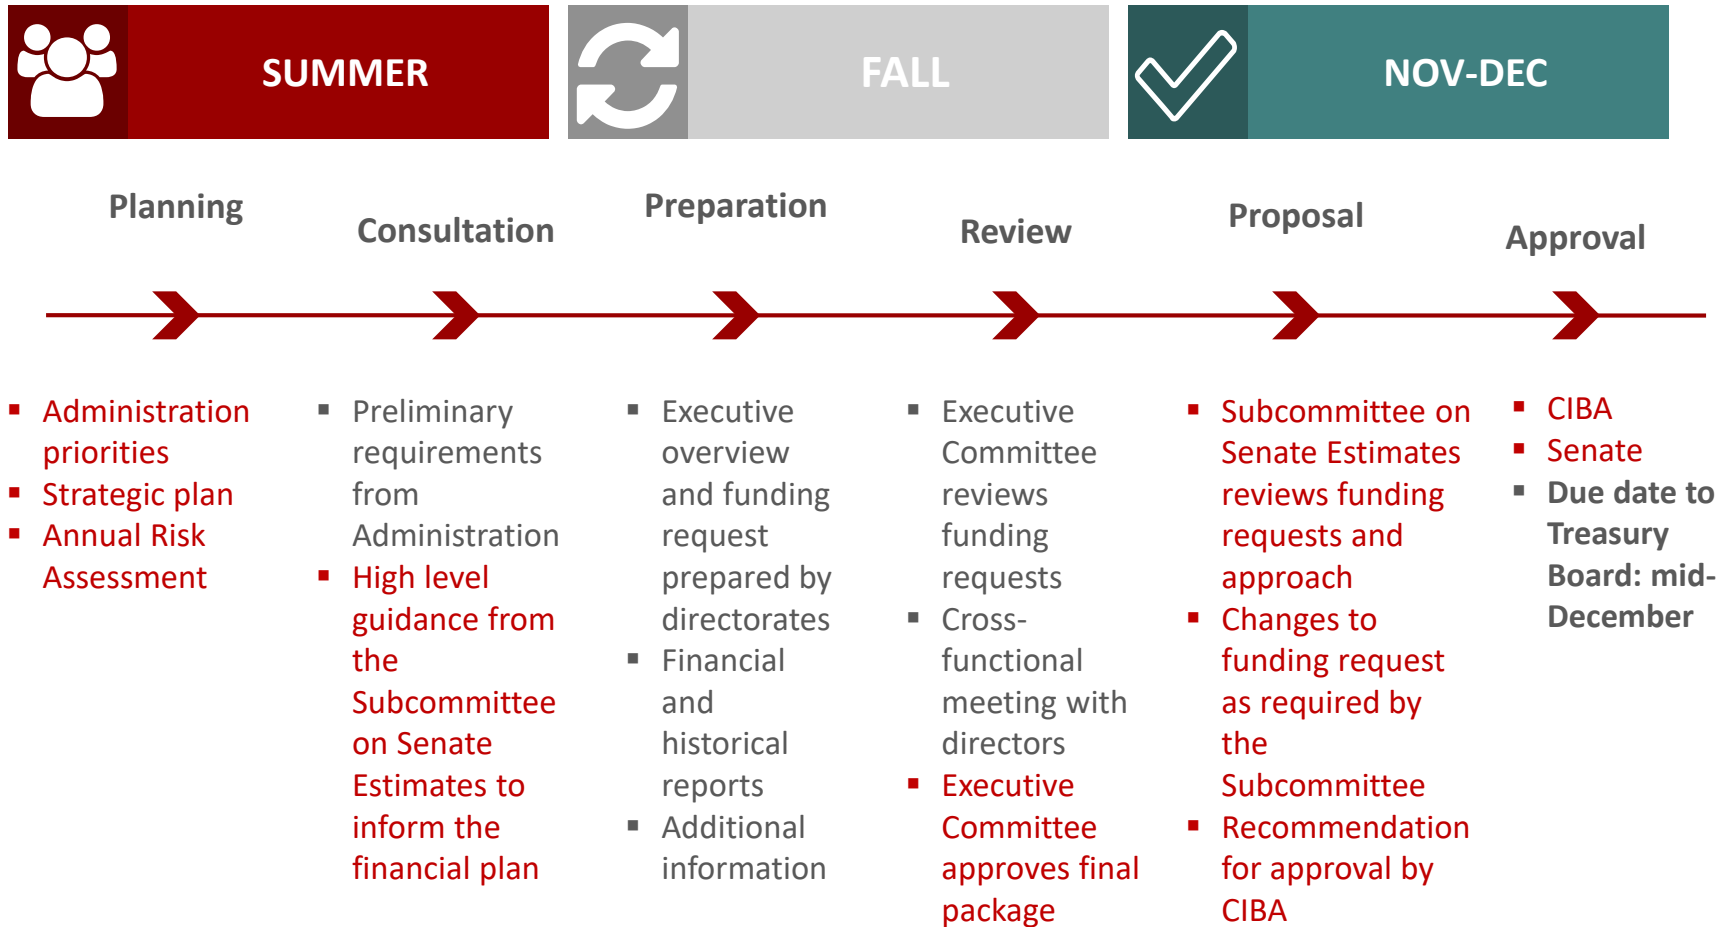 SUMMER
FALL
NOV-DEC
Planning
Consultation
Preparation
Review
Proposal
Approval
▪ Administration
priorities
▪ Strategic plan
▪ Annual Risk
Assessment
▪ Preliminary
requirements
from
Administration
▪ High level
guidance from
the
Subcommittee
on Senate
Estimates to
inform the
financial plan
▪ Executive
overview
and funding
request
prepared by
directorates
▪ Financial
and
historical
reports
▪ Additional
information
▪ Executive
Committee
reviews
funding
requests
▪ Cross-
functional
meeting with
directors
▪ Executive
Committee
approves final
package
▪ Subcommittee on
Senate Estimates
reviews funding
requests and
approach
▪ Changes to
funding request
as required by
the
Subcommittee
▪ Recommendation
for approval by
CIBA
▪ CIBA
▪ Senate
▪ Due date to
Treasury
Board: mid-
December